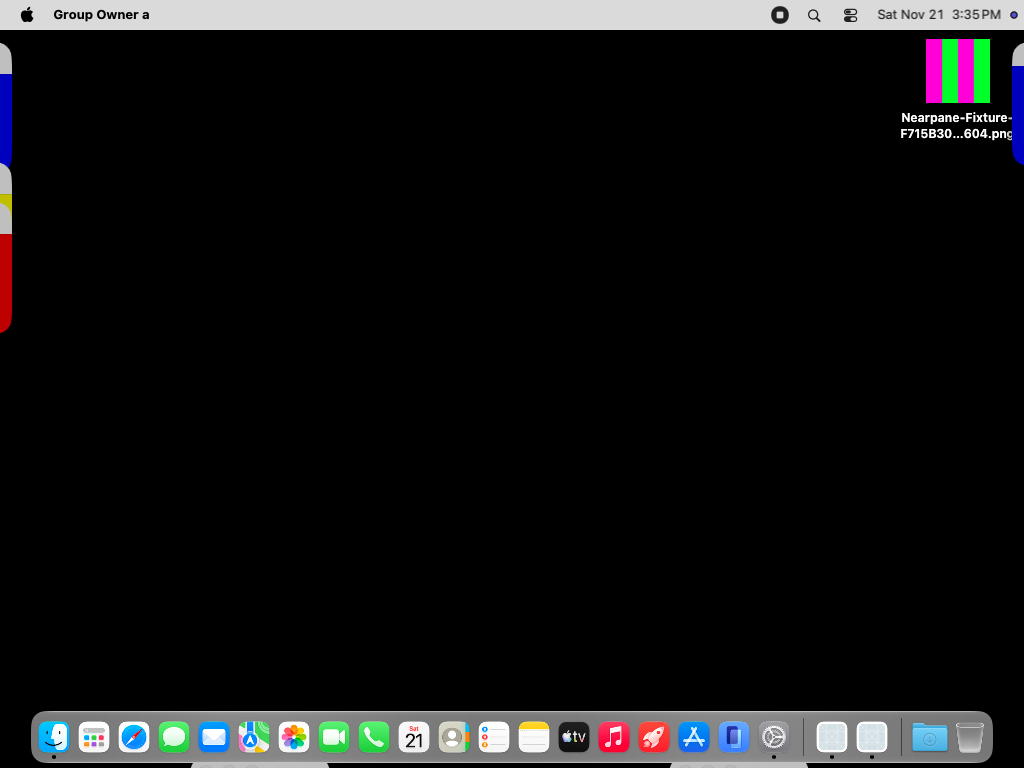 Group Owner a
Sat Nov 21 3:35 PM
Nearpane-Fixture-
F715B30...604.png
Sat
21
tv